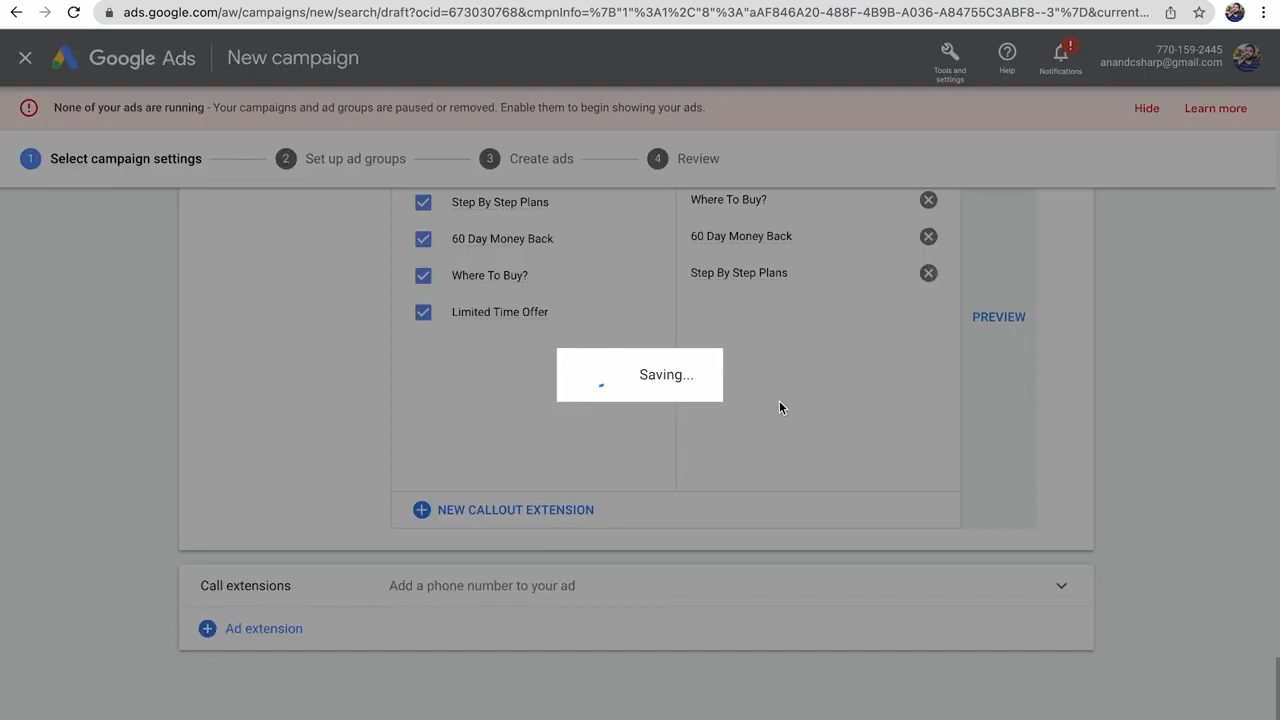 ads.google.com/aw/campaigns/new/search/draft?ocid=673030768&cmpnInfo=%7B"1"%3A1%2C"8"%3A"aAF846A20-488F-4B9B-A036-A84755C3ABF8--3"%7D&current...
Google Ads New campaign
Tools and settings
Help
!
Notifications
770-159-2445
anandcsharp@gmail.com
None of your ads are running - Your campaigns and ad groups are paused or removed. Enable them to begin showing your ads.
Hide Learn more
1 Select campaign settings 2 Set up ad groups 3 Create ads 4 Review
Step By Step Plans
60 Day Money Back
Where To Buy?
Limited Time Offer
Where To Buy?
60 Day Money Back
Step By Step Plans
PREVIEW
Saving...
NEW CALLOUT EXTENSION
Call extensions Add a phone number to your ad
Ad extension